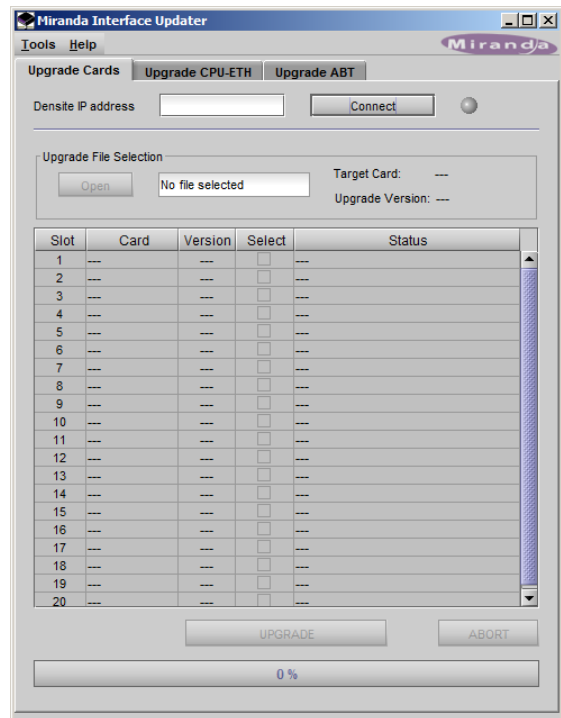 Miranda Interface Updater
Tools Help
Miranda
Upgrade Cards Upgrade CPU-ETH Upgrade ABT
Densite IP address Connect
Upgrade File Selection
Open No file selected Target Card: ---
Upgrade Version: ---
Slot Card Version Select Status
1 --- --- ---
2 --- --- ---
3 --- --- ---
4 --- --- ---
5 --- --- ---
6 --- --- ---
7 --- --- ---
8 --- --- ---
9 --- --- ---
10 --- --- ---
11 --- --- ---
12 --- --- ---
13 --- --- ---
14 --- --- ---
15 --- --- ---
16 --- --- ---
17 --- --- ---
18 --- --- ---
19 --- --- ---
20 --- --- ---
UPGRADE ABORT
0 %